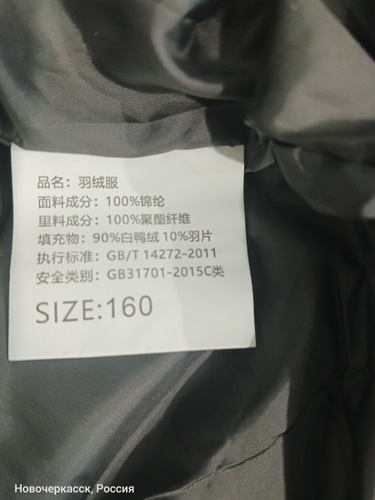 品名：羽绒服
面料成分：100%锦纶
里料成分：100%聚酯纤维
填充物：90%白鸭绒 10%羽片
执行标准：GB/T 14272-2011
安全类别：GB31701-2015C类
SIZE:160
Новочеркасск, Россия